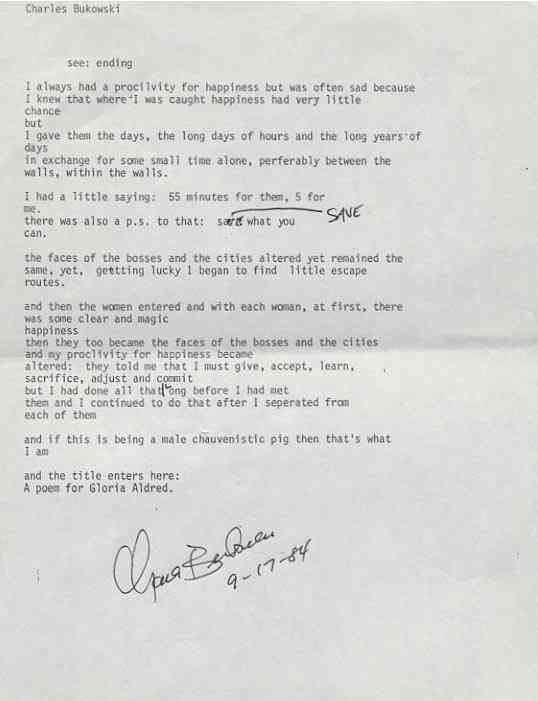 Charles Bukowski
see: ending
I always had a procilvity for happiness but was often sad because
I knew that where I was caught happiness had very little
chance
but
I gave them the days, the long days of hours and the long years of
days
in exchange for some small time alone, perferably between the
walls, within the walls.
I had a little saying: 55 minutes for them, 5 for
me.
there was also a p.s. to that: what you SAVE
can.
the faces of the bosses and the cities altered yet remained the
same, yet, getting lucky I began to find little escape
routes.
and then the women entered and with each woman, at first, there
was some clear and magic
happiness
then they too became the faces of the bosses and the cities
and my proclivity for happiness became
altered: they told me that I must give, accept, learn,
sacrifice, adjust and commit
but I had done all that long before I had met
them and I continued to do that after I seperated from
each of them
and if this is being a male chauvenistic pig then that's what
I am
and the title enters here:
A poem for Gloria Aldred.
Charles Bukowski
9-17-84